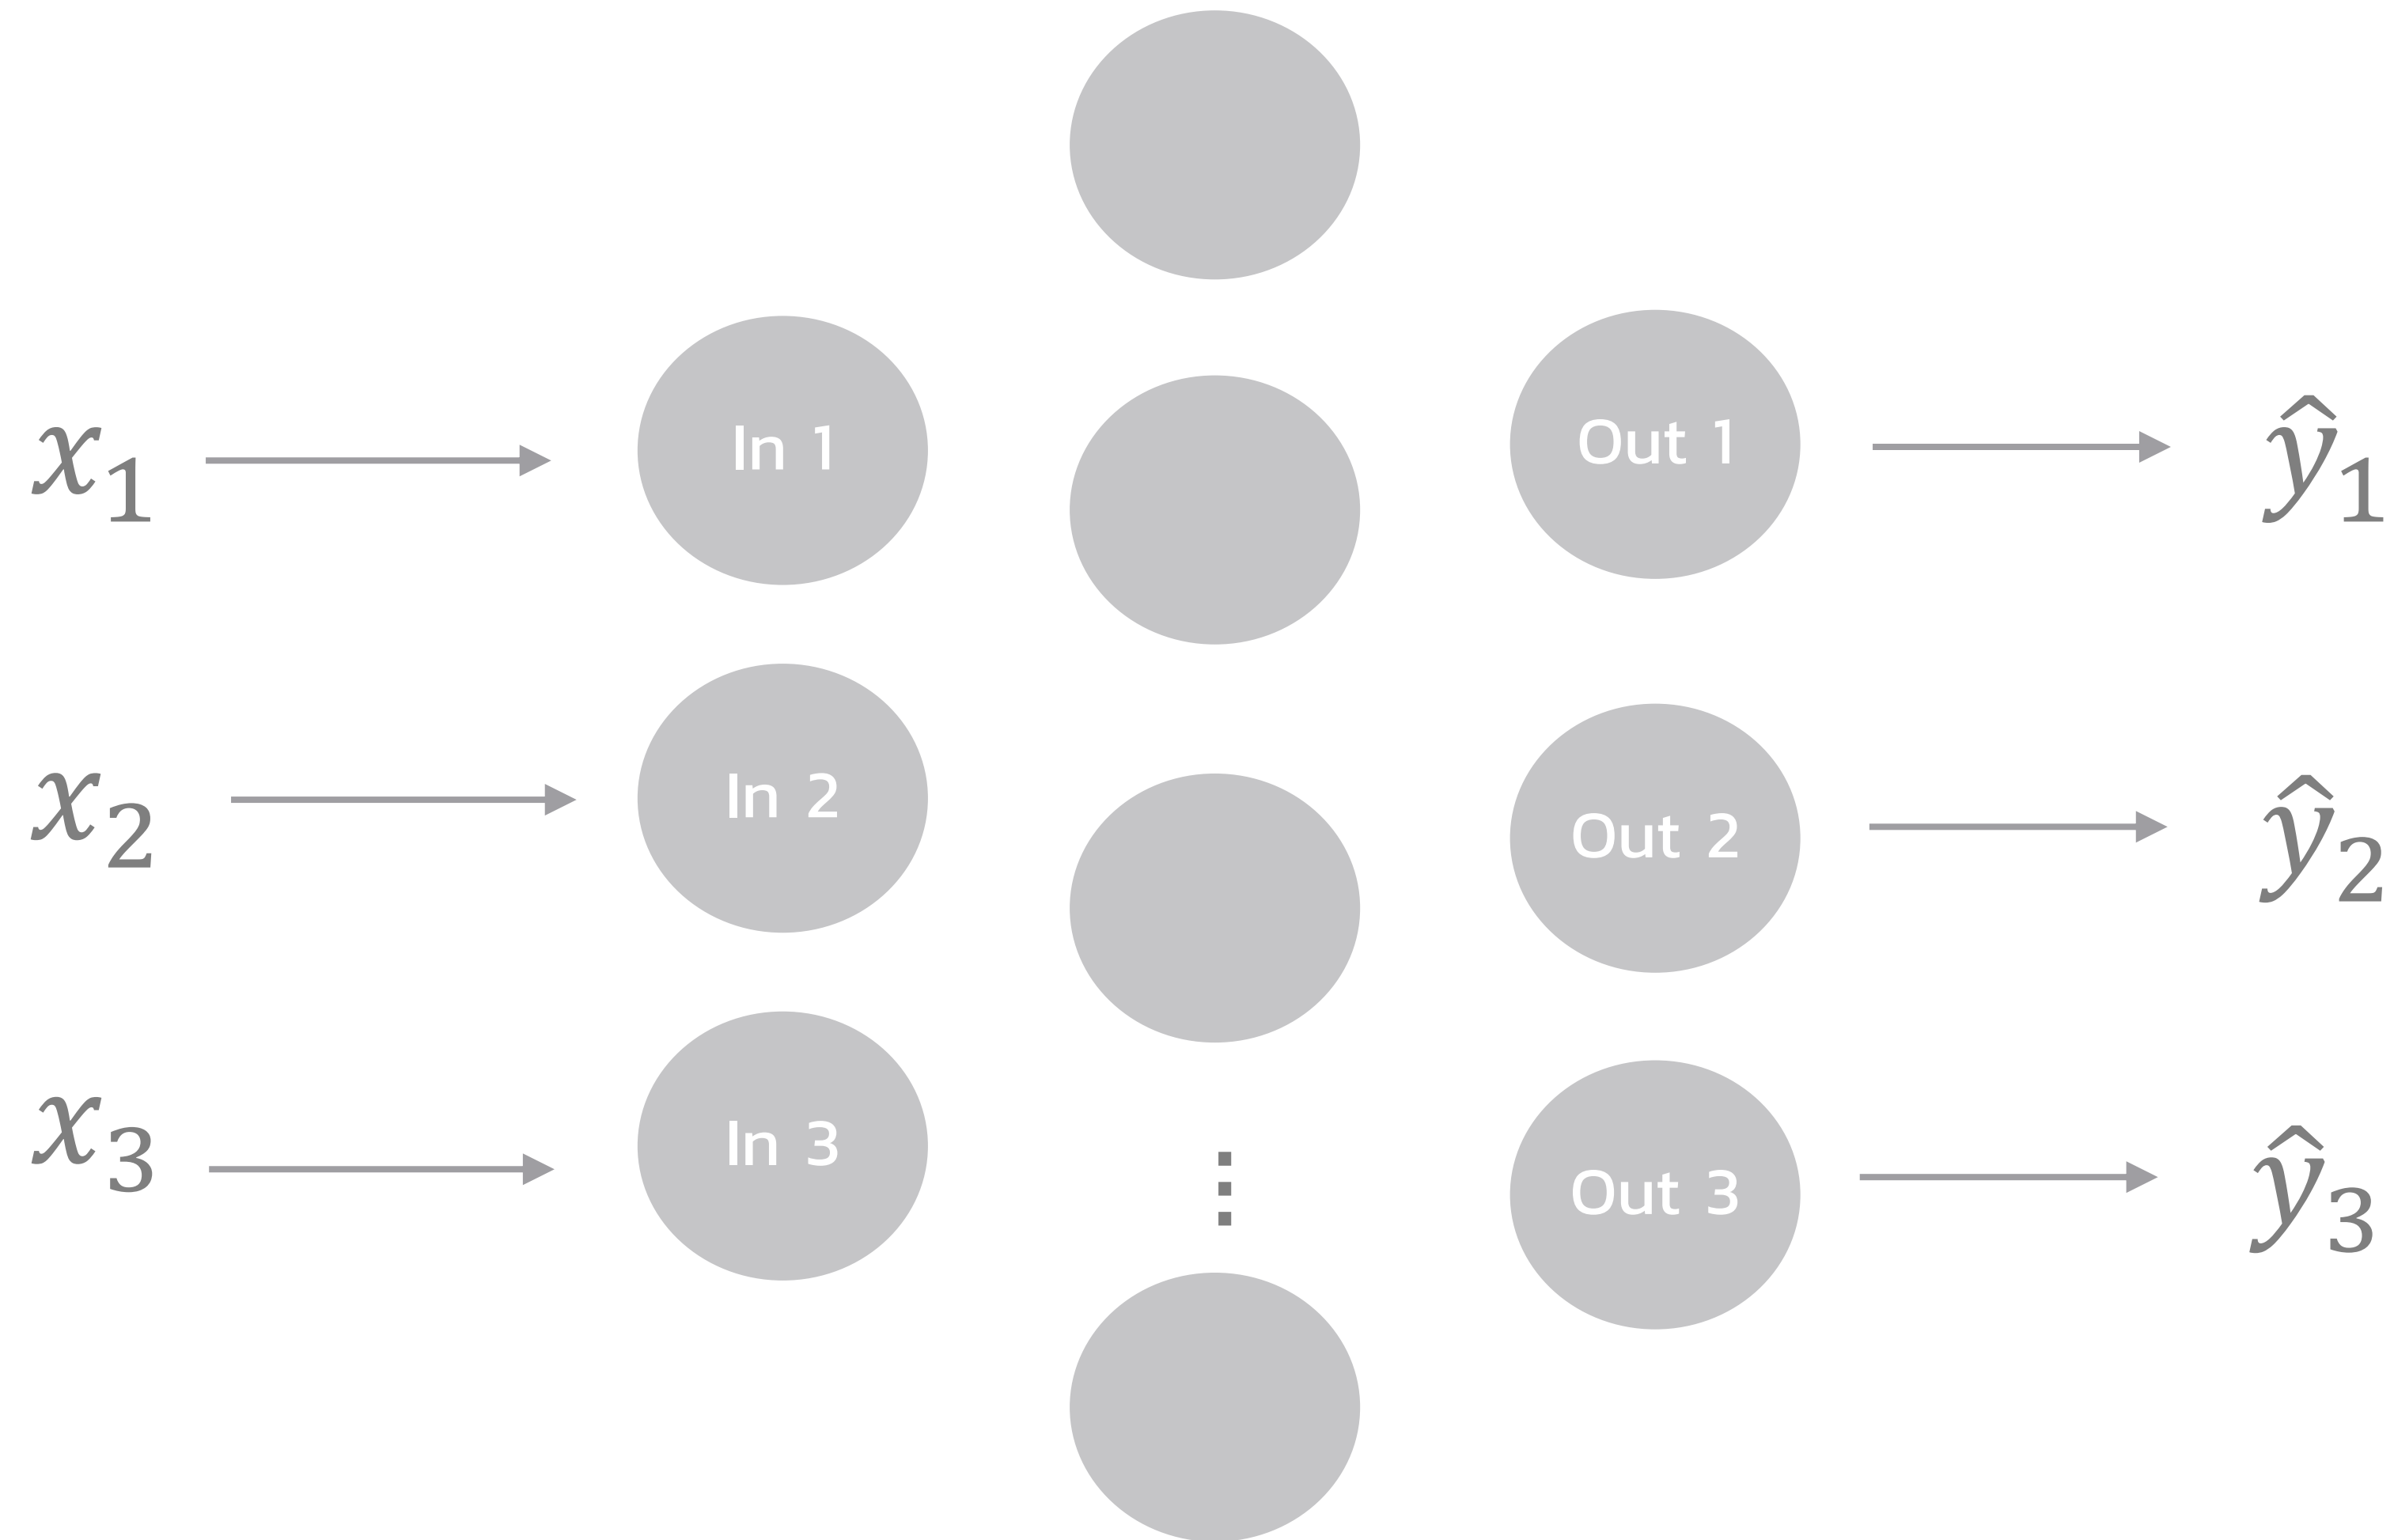 x₁
In 1
Out 1
ŷ₁
x₂
In 2
Out 2
ŷ₂
x₃
In 3
⋮
Out 3
ŷ₃